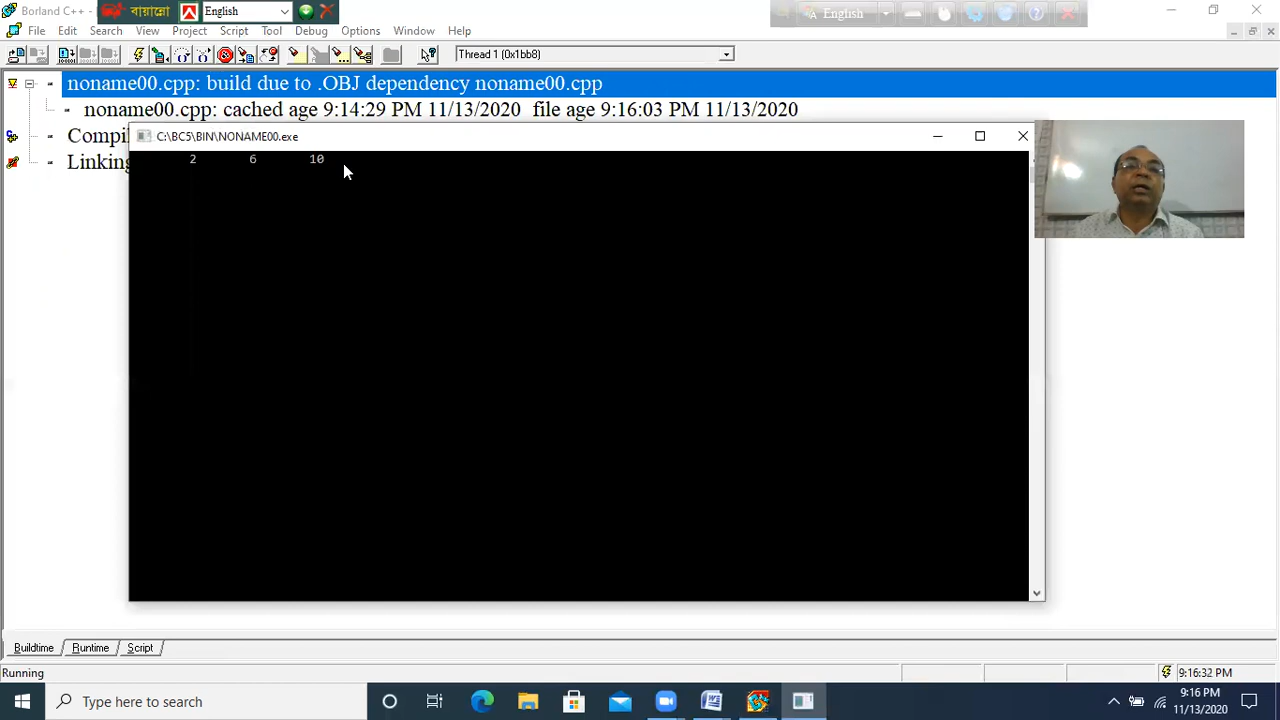 Borland C++ -
বায়ান্নো
English
English
File Edit Search View Project Script Tool Debug Options Window Help
Thread 1 (0x1bb8)
noname00.cpp: build due to .OBJ dependency noname00.cpp
noname00.cpp: cached age 9:14:29 PM 11/13/2020 file age 9:16:03 PM 11/13/2020
Compil
Linking
C:\BC5\BIN\NONAME00.exe
2 6 10
Buildtime Runtime Script
Running
9:16:32 PM
Type here to search
9:16 PM
11/13/2020